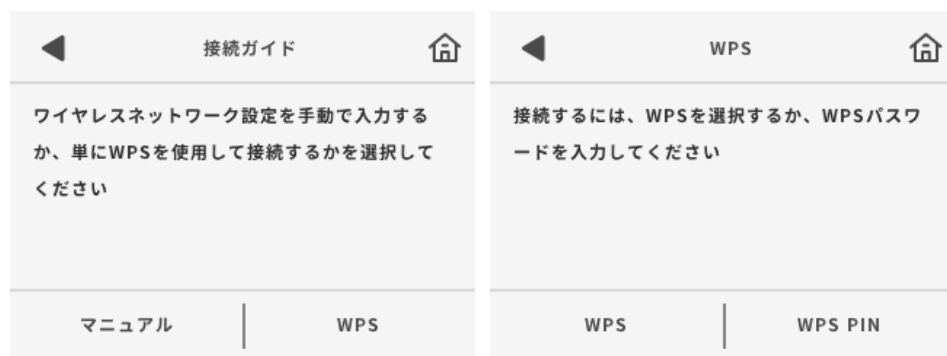 接続ガイド
ワイヤレスネットワーク設定を手動で入力する
か、単にWPSを使用して接続するかを選択して
ください
マニュアル
WPS
WPS
接続するには、WPSを選択するか、WPSパスワ
ードを入力してください
WPS
WPS PIN